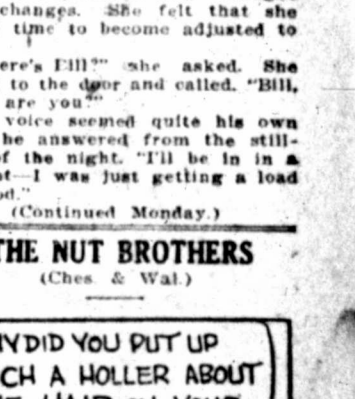 changes. She felt that she
time to become adjusted to
ere's Bill?" she asked. She
to the door and called. "Bill,
are you?"
voice seemed quite his own
he answered from the still-
f the night. "I'll be in in a
I was just getting a load
(Continued Monday.)
THE NUT BROTHERS
(Ches & Wal.)
Y DID YOU PUT UP
CH A HOLLER ABOUT